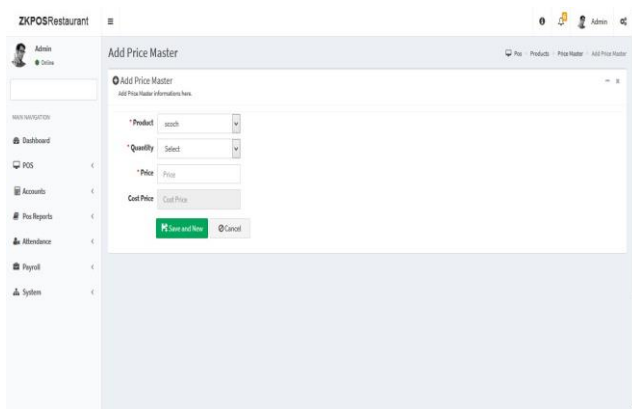 ZKPOSRestaurant
Admin
Admin
Online
Add Price Master
Pos
Products
Price Master
Add Price Master
Add Price Master
Add Price Master informations here.
MAIN NAVIGATION
Dashboard
POS
Accounts
Pos Reports
Attendance
Payroll
System
* Product
scoch
* Quantity
Select
* Price
Price
Cost Price
Cost Price
Save and New
Cancel